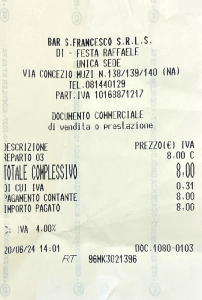 BAR S.FRANCESCO S.R.L.S.
DI - FESTA RAFFAELE
UNICA SEDE
VIA CONCEZIO MUZI N.138/139/140 (NA)
TEL.081440129
PART.IVA 10169871217
DOCUMENTO COMMERCIALE
di vendita o prestazione
DESCRIZIONE PREZZO(€) IVA
REPARTO 03 8.00 C
TOTALE COMPLESSIVO 8,00
DI CUI IVA 0.31
PAGAMENTO CONTANTE 8.00
IMPORTO PAGATO 8.00
IVA 4.00%
20/06/24 14:01 DOC.1080-0103
RT 96MK3021396